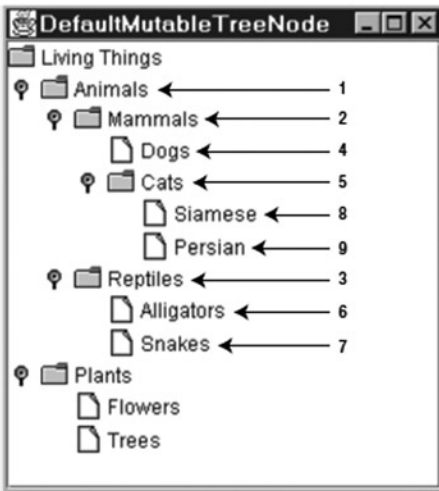 DefaultMutableTreeNode
Living Things
Animals 1
Mammals 2
Dogs 4
Cats 5
Siamese 8
Persian 9
Reptiles 3
Alligators 6
Snakes 7
Plants
Flowers
Trees